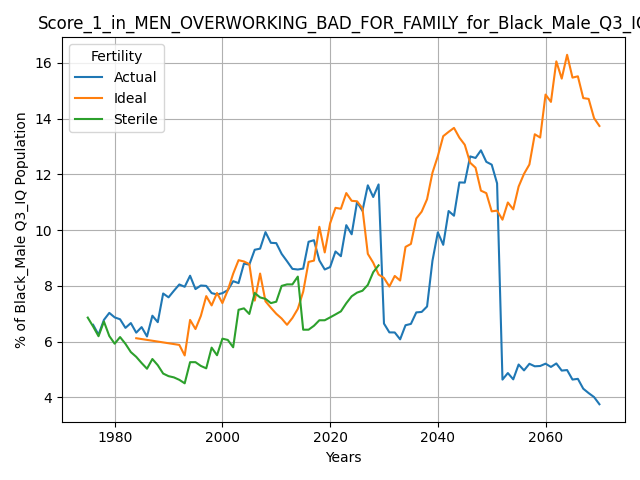 Score_1_in_MEN_OVERWORKING_BAD_FOR_FAMILY_for_Black_Male_Q3_IQ
Fertility
Actual
Ideal
Sterile
% of Black_Male Q3_IQ Population
16
14
12
10
8
6
4
1980 2000 2020 2040 2060
Years